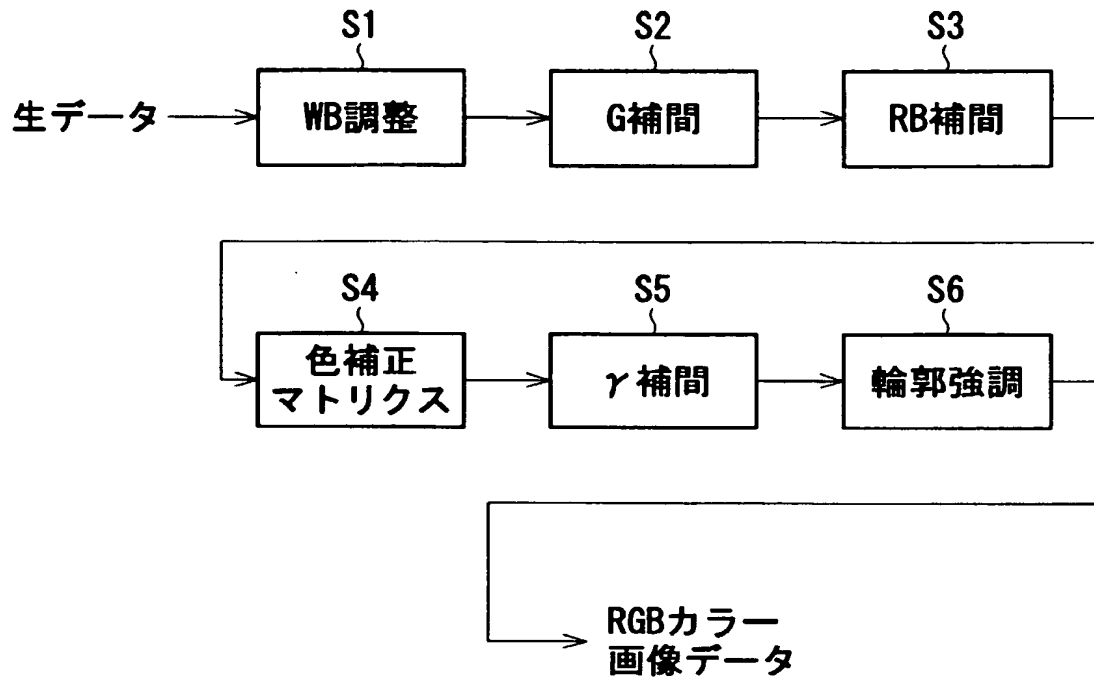 S1
S2
S3
生データ
WB調整
G補間
RB補間
S4
S5
S6
色補正
マトリクス
γ補間
輪郭強調
RGBカラー
画像データ